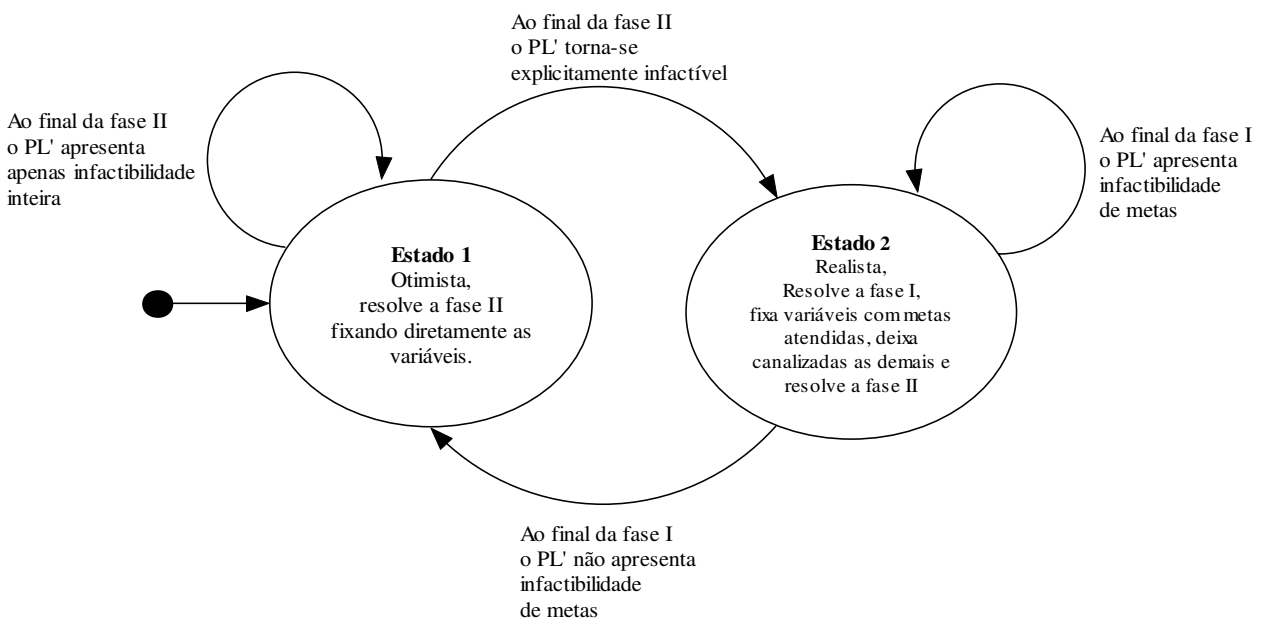 Ao final da fase II
o PL' torna-se
explicitamente infactível
Ao final da fase II
o PL' apresenta
apenas infactibilidade
inteira
Ao final da fase I
o PL' apresenta
infactibilidade
de metas
Estado 1
Otimista,
resolve a fase II
fixando diretamente as
variáveis.
Estado 2
Realista,
Resolve a fase I,
fixa variáveis com metas
atendidas, deixa
canalizadas as demais e
resolve a fase II
Ao final da fase I
o PL' não apresenta
infactibilidade
de metas